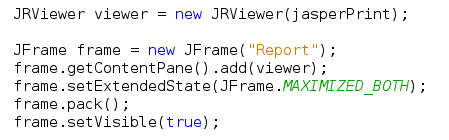 JRViewer viewer = new JRViewer(jasperPrint);
JFrame frame = new JFrame("Report");
frame.getContentPane().add(viewer);
frame.setExtendedState(JFrame.MAXIMIZED_BOTH);
frame.pack();
frame.setVisible(true);